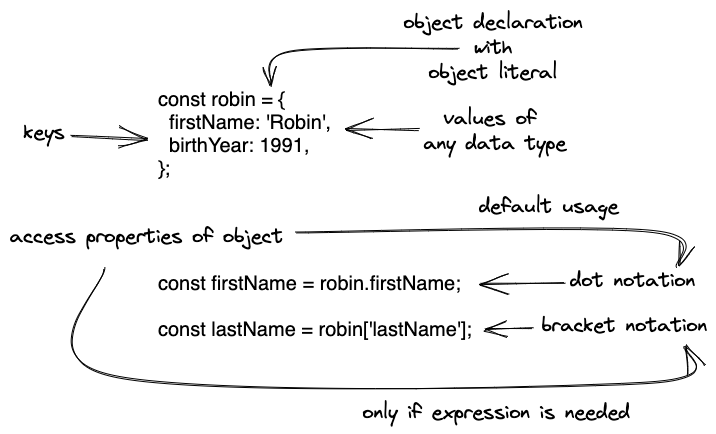 object declaration
with
object literal
const robin = {
firstName: 'Robin',
birthYear: 1991,
};
keys
values of
any data type
default usage
access properties of object
const firstName = robin.firstName;
dot notation
const lastName = robin['lastName'];
bracket notation
only if expression is needed